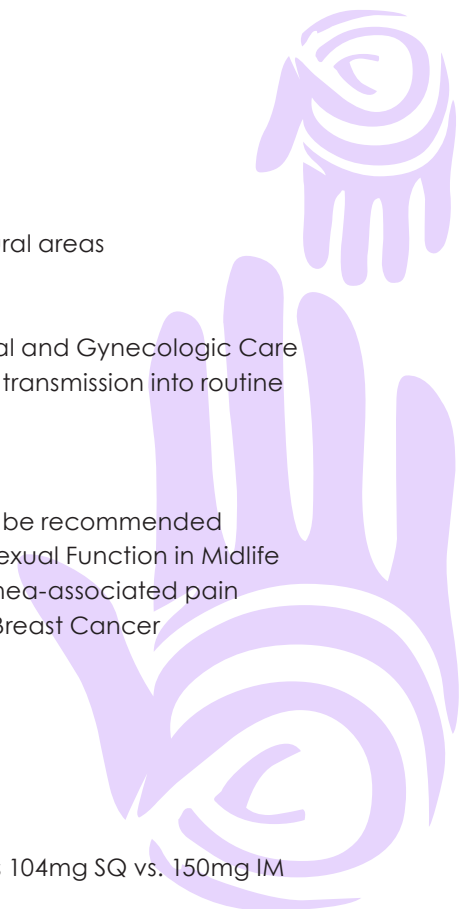 ral areas
al and Gynecologic Care
transmission into routine
be recommended
exual Function in Midlife
ea-associated pain
Breast Cancer
104mg SQ vs. 150mg IM